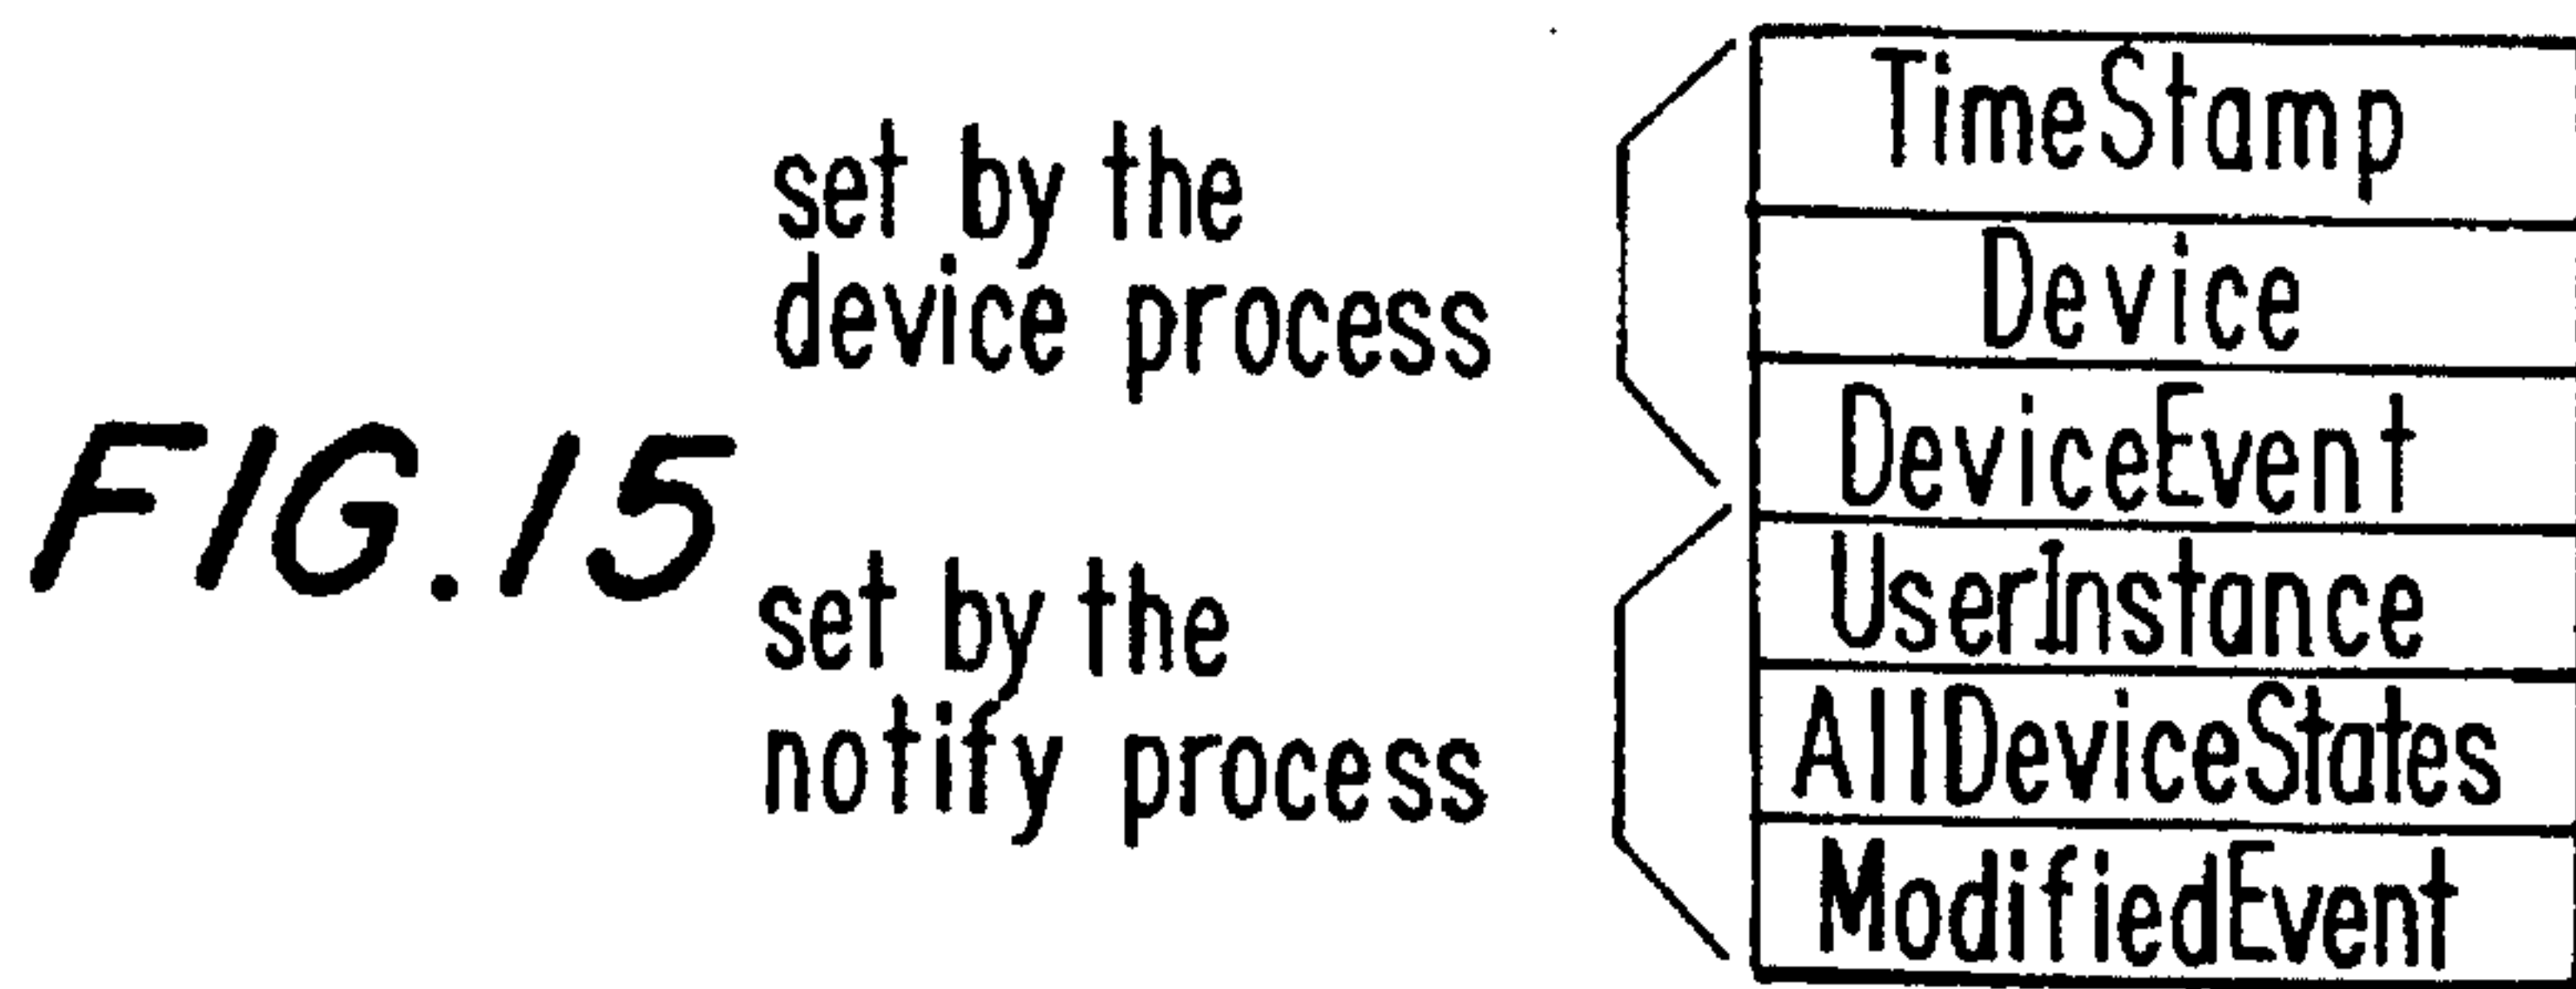 FIG.15
set by the
device process
set by the
notify process
TimeStamp
Device
DeviceEvent
UserInstance
AllDeviceStates
ModifiedEvent